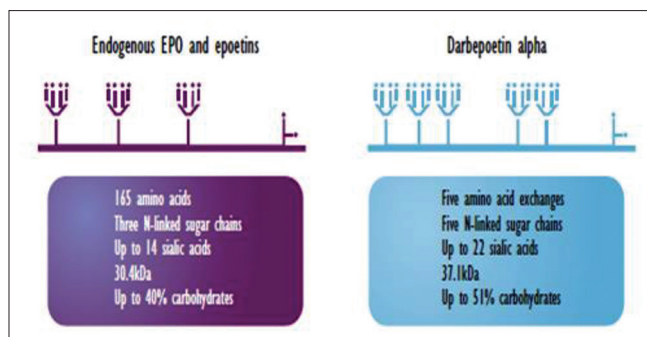 Endogenous EPO and epoetins
165 amino acids
Three N-linked sugar chains
Up to 14 sialic acids
30.4kDa
Up to 40% carbohydrates
Darbepoetin alpha
Five amino acid exchanges
Five N-linked sugar chains
Up to 22 sialic acids
37.1kDa
Up to 51% carbohydrates